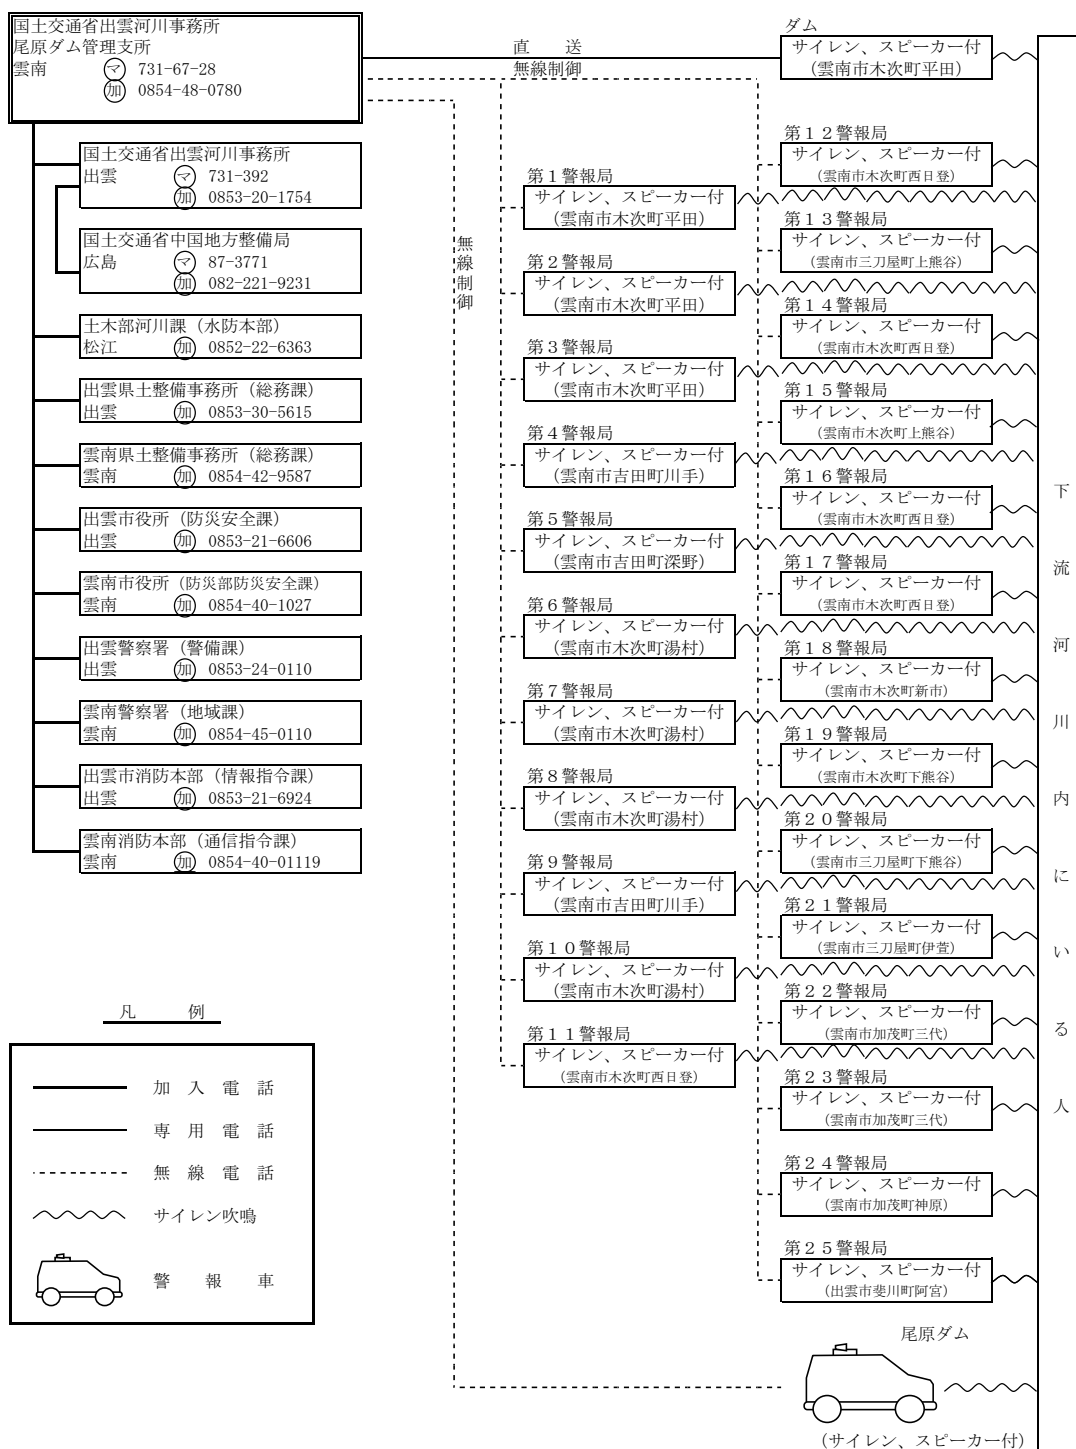 国土交通省出雲河川事務所
尾原ダム管理支所
雲南 マ 731-67-28
加 0854-48-0780
国土交通省出雲河川事務所
出雲 マ 731-392
加 0853-20-1754
国土交通省中国地方整備局
広島 マ 87-3771
加 082-221-9231
土木部河川課（水防本部）
松江 加 0852-22-6363
出雲県土整備事務所（総務課）
出雲 加 0853-30-5615
雲南県土整備事務所（総務課）
雲南 加 0854-42-9587
出雲市役所（防災安全課）
出雲 加 0853-21-6606
雲南市役所（防災部防災安全課）
雲南 加 0854-40-1027
出雲警察署（警備課）
出雲 加 0853-24-0110
雲南警察署（地域課）
雲南 加 0854-45-0110
出雲市消防本部（情報指令課）
出雲 加 0853-21-6924
雲南消防本部（通信指令課）
雲南 加 0854-40-01119
凡 例
加 入 電 話
専 用 電 話
無 線 電 話
サイレン吹鳴
警 報 車
直 送
無線制御
無線制御
第１警報局
サイレン、スピーカー付
（雲南市木次町平田）
第２警報局
サイレン、スピーカー付
（雲南市木次町平田）
第３警報局
サイレン、スピーカー付
（雲南市木次町平田）
第４警報局
サイレン、スピーカー付
（雲南市吉田町川手）
第５警報局
サイレン、スピーカー付
（雲南市吉田町深野）
第６警報局
サイレン、スピーカー付
（雲南市木次町湯村）
第７警報局
サイレン、スピーカー付
（雲南市木次町湯村）
第８警報局
サイレン、スピーカー付
（雲南市木次町湯村）
第９警報局
サイレン、スピーカー付
（雲南市吉田町川手）
第１０警報局
サイレン、スピーカー付
（雲南市木次町湯村）
第１１警報局
サイレン、スピーカー付
（雲南市木次町西日登）
ダム
サイレン、スピーカー付
（雲南市木次町平田）
第１２警報局
サイレン、スピーカー付
（雲南市木次町西日登）
第１３警報局
サイレン、スピーカー付
（雲南市三刀屋町上熊谷）
第１４警報局
サイレン、スピーカー付
（雲南市木次町西日登）
第１５警報局
サイレン、スピーカー付
（雲南市木次町上熊谷）
第１６警報局
サイレン、スピーカー付
（雲南市木次町西日登）
第１７警報局
サイレン、スピーカー付
（雲南市木次町西日登）
第１８警報局
サイレン、スピーカー付
（雲南市木次町新市）
第１９警報局
サイレン、スピーカー付
（雲南市木次町下熊谷）
第２０警報局
サイレン、スピーカー付
（雲南市三刀屋町下熊谷）
第２１警報局
サイレン、スピーカー付
（雲南市三刀屋町伊萱）
第２２警報局
サイレン、スピーカー付
（雲南市加茂町三代）
第２３警報局
サイレン、スピーカー付
（雲南市加茂町三代）
第２４警報局
サイレン、スピーカー付
（雲南市加茂町神原）
第２５警報局
サイレン、スピーカー付
（出雲市斐川町阿宮）
尾原ダム
（サイレン、スピーカー付）
下流河川内にいる人